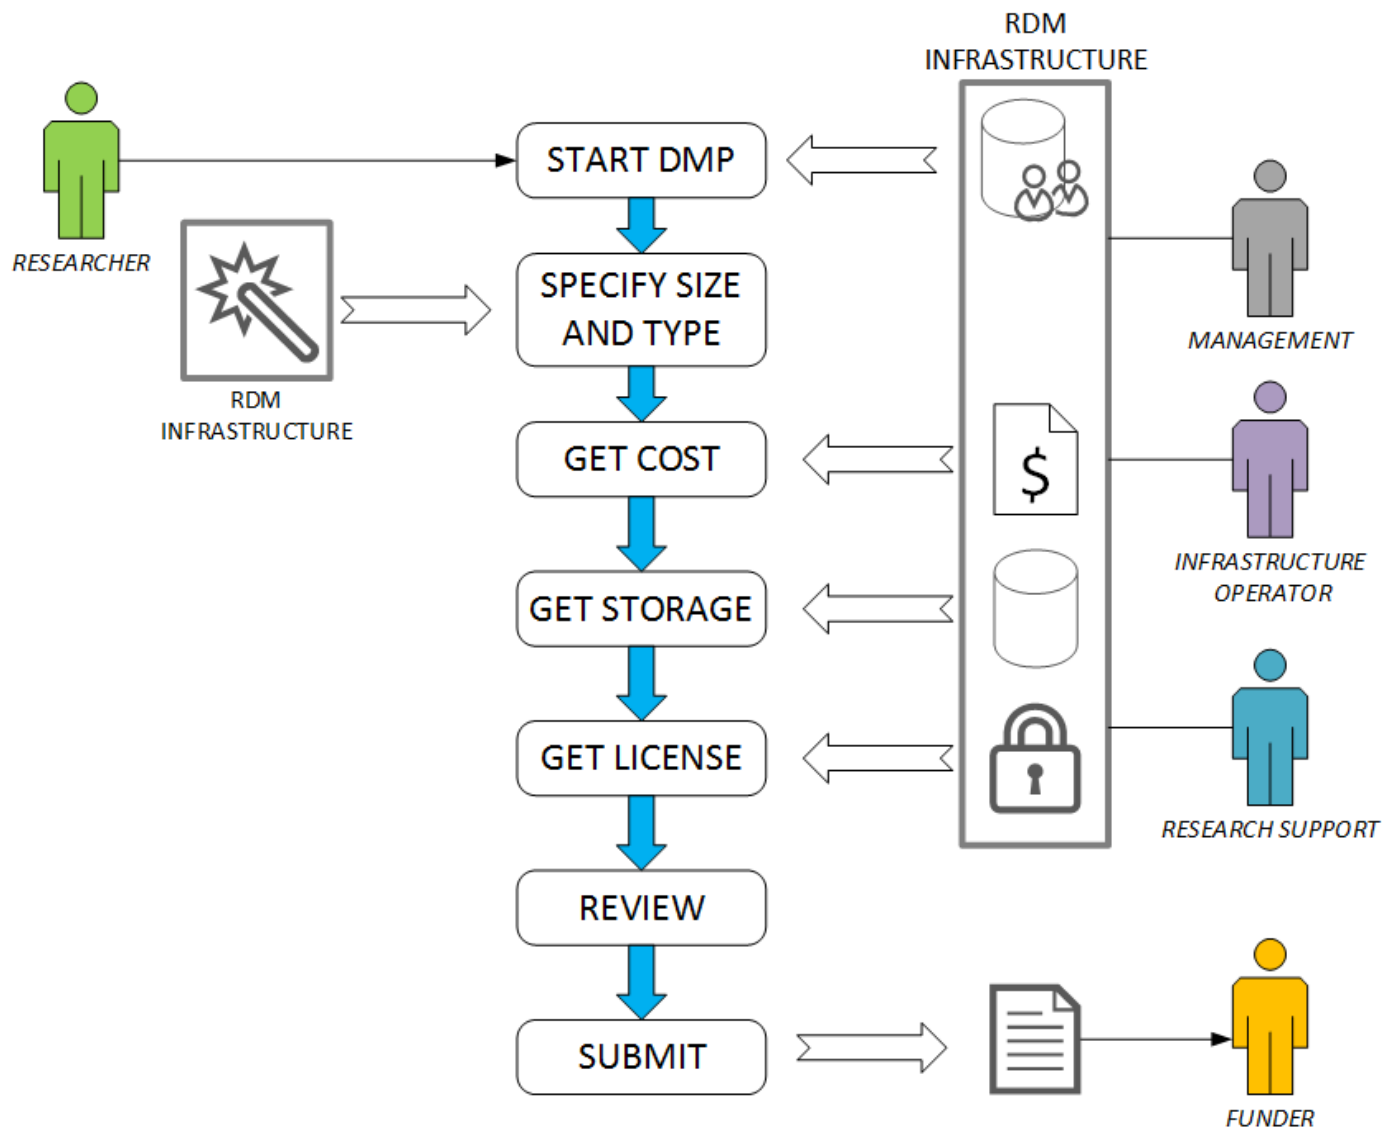 RDM
INFRASTRUCTURE
START DMP
RESEARCHER
SPECIFY SIZE
AND TYPE
MANAGEMENT
RDM
INFRASTRUCTURE
GET COST
$
INFRASTRUCTURE
OPERATOR
GET STORAGE
GET LICENSE
RESEARCH SUPPORT
REVIEW
SUBMIT
FUNDER